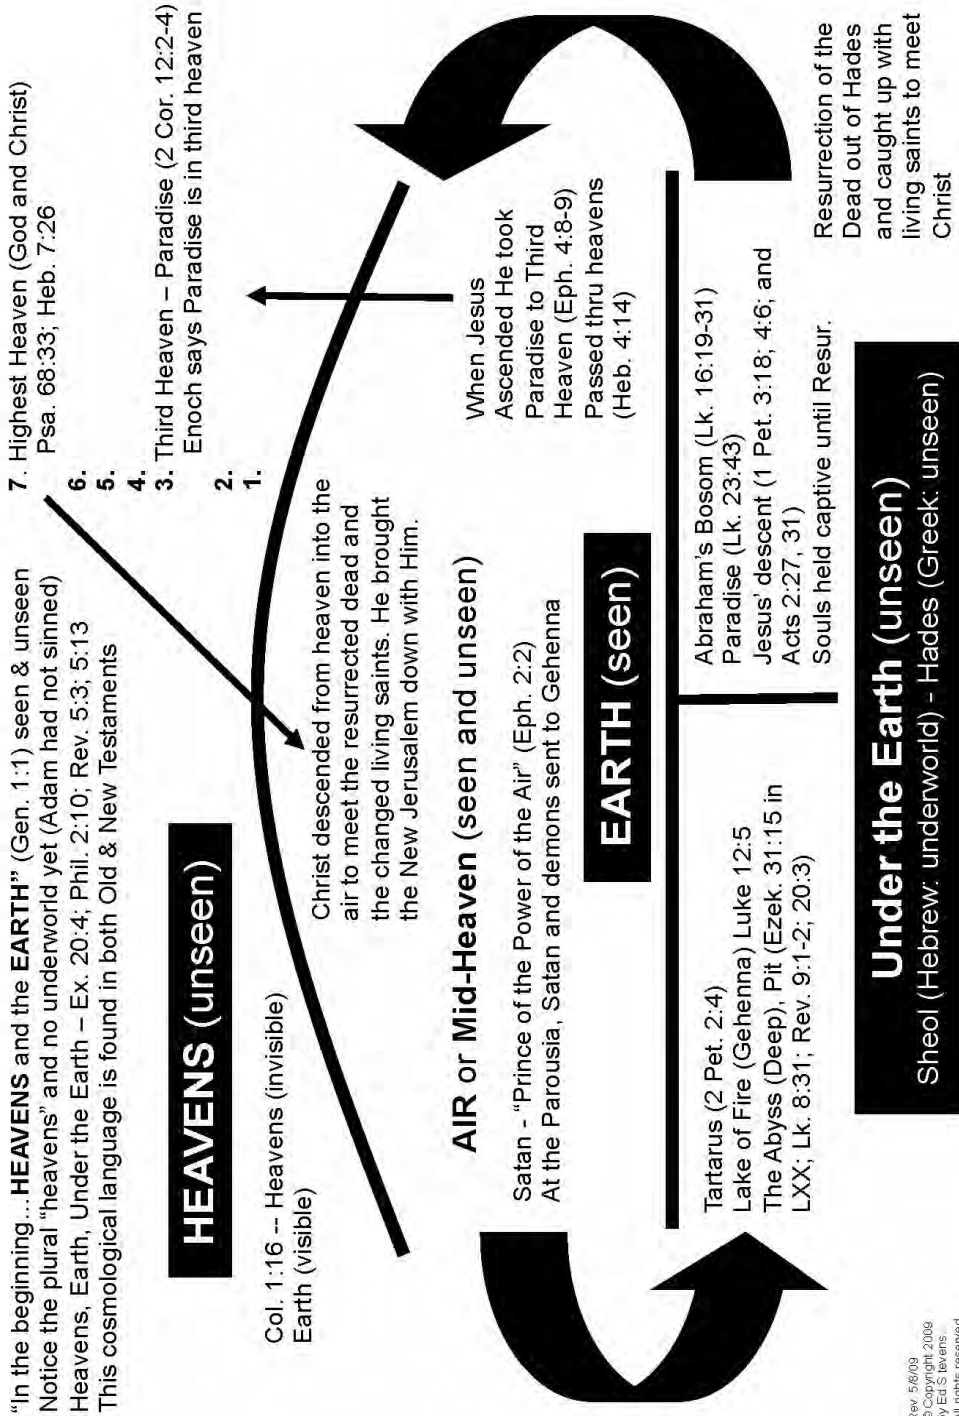 “In the beginning...HEAVENS and the EARTH” (Gen. 1:1) seen & unseen
Notice the plural “heavens” and no underworld yet (Adam had not sinned)
Heavens, Earth, Under the Earth – Ex. 20:4; Phil. 2:10; Rev. 5:3; 5:13
This cosmological language is found in both Old & New Testaments
7. Highest Heaven (God and Christ)
Psa. 68:33; Heb. 7:26
6.
5.
4.
3. Third Heaven – Paradise (2 Cor. 12:2-4)
Enoch says Paradise is in third heaven
2.
1.
HEAVENS (unseen)
Col. 1:16 -- Heavens (invisible)
Earth (visible)
Christ descended from heaven into the
air to meet the resurrected dead and
the changed living saints. He brought
the New Jerusalem down with Him.
When Jesus
Ascended He took
Paradise to Third
Heaven (Eph. 4:8-9)
Passed thru heavens
(Heb. 4:14)
AIR or Mid-Heaven (seen and unseen)
Satan - “Prince of the Power of the Air” (Eph. 2:2)
At the Parousia, Satan and demons sent to Gehenna
EARTH (seen)
Tartarus (2 Pet. 2:4)
Lake of Fire (Gehenna) Luke 12:5
The Abyss (Deep), Pit (Ezek. 31:15 in
LXX; Lk. 8:31; Rev. 9:1-2; 20:3)
Abraham's Bosom (Lk. 16:19-31)
Paradise (Lk. 23:43)
Jesus' descent (1 Pet. 3:18; 4:6; and
Acts 2:27, 31)
Souls held captive until Resur.
Resurrection of the
Dead out of Hades
and caught up with
living saints to meet
Christ
Under the Earth (unseen)
Sheol (Hebrew: underworld) - Hades (Greek: unseen)
Rev. 5/8/09
© Copyright 2009
by Ed Stevens
All rights reserved